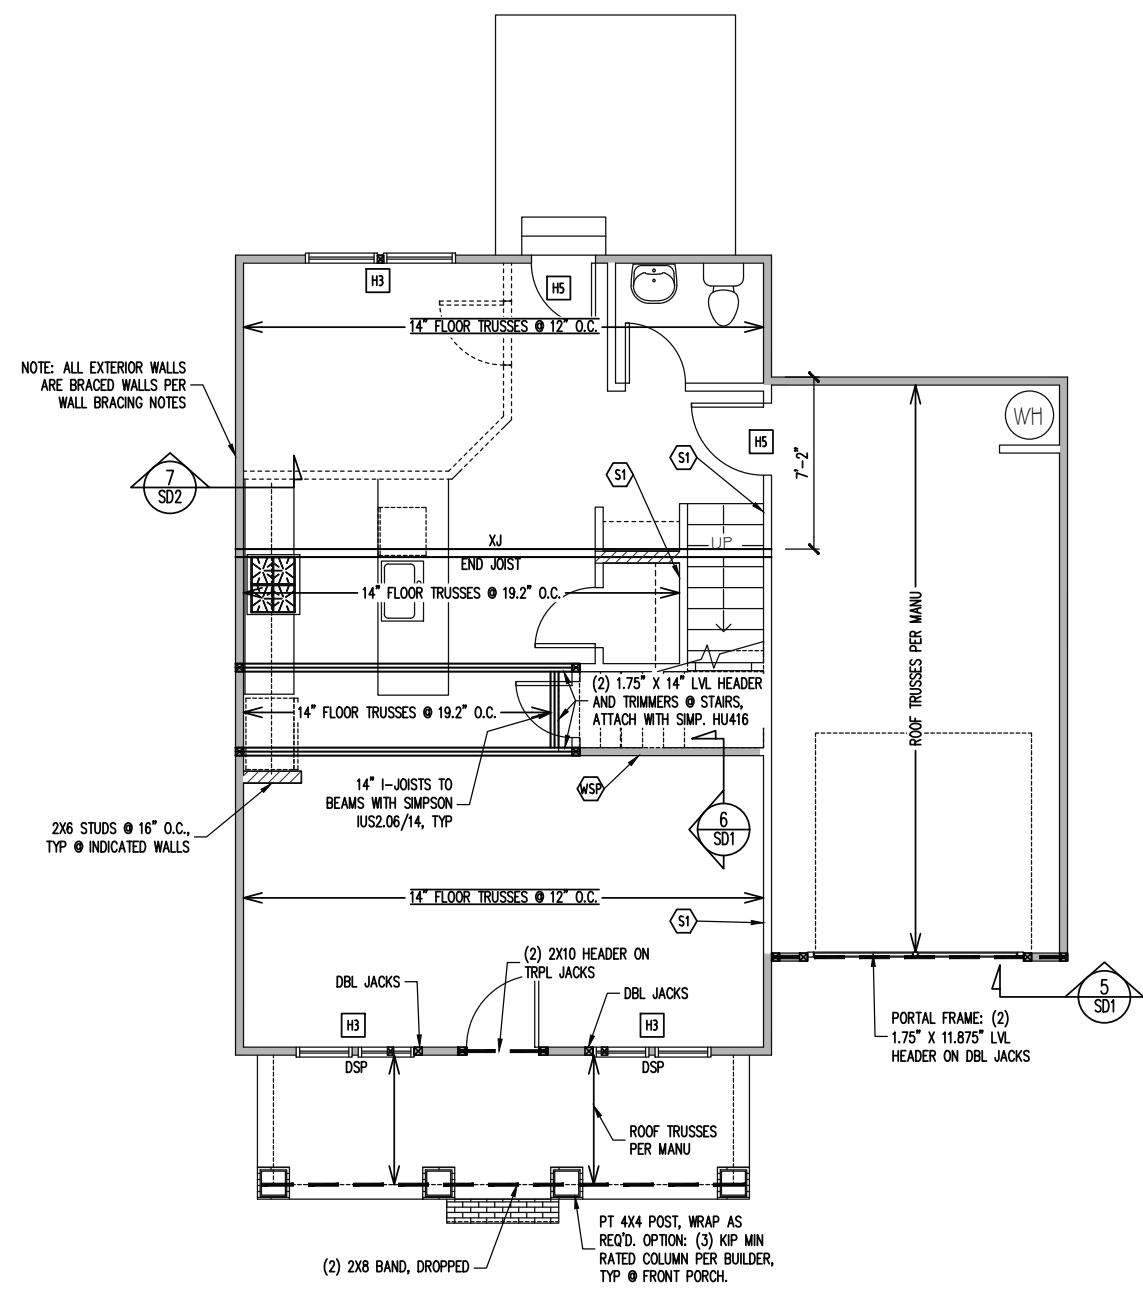 H3
H5
14" FLOOR TRUSSES @ 12" O.C.
NOTE: ALL EXTERIOR WALLS
ARE BRACED WALLS PER
WALL BRACING NOTES
WH
H5
7'-2"
S1
S1
7
SD2
UP
XJ
END JOIST
14" FLOOR TRUSSES @ 19.2" O.C.
ROOF TRUSSES PER MANU
(2) 1.75" X 14" LVL HEADER
AND TRIMMERS @ STAIRS,
ATTACH WITH SIMP. HU416
14" FLOOR TRUSSES @ 19.2" O.C.
14" I-JOISTS TO
BEAMS WITH SIMPSON
IUS2.06/14, TYP
WSP
6
SD1
2X6 STUDS @ 16" O.C.,
TYP @ INDICATED WALLS
14" FLOOR TRUSSES @ 12" O.C.
S1
(2) 2X10 HEADER ON
TRPL JACKS
DBL JACKS
DBL JACKS
5
SD1
H3
H3
PORTAL FRAME: (2)
1.75" X 11.875" LVL
HEADER ON DBL JACKS
DSP
DSP
ROOF TRUSSES
PER MANU
PT 4X4 POST, WRAP AS
REQ'D. OPTION: (3) KIP MIN
RATED COLUMN PER BUILDER,
TYP @ FRONT PORCH.
(2) 2X8 BAND, DROPPED